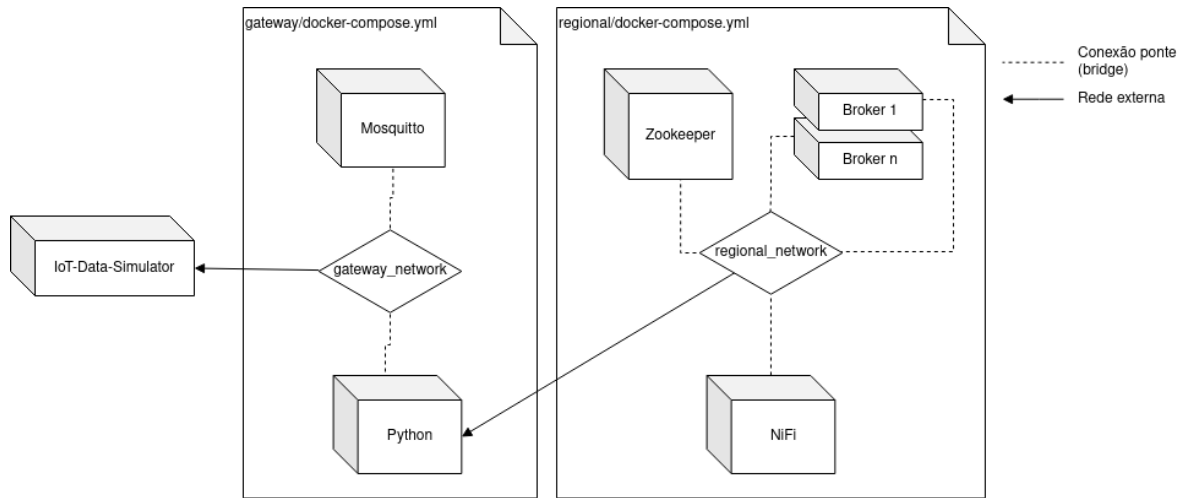 gateway/docker-compose.yml
regional/docker-compose.yml
Conexão ponte
(bridge)
Rede externa
Mosquitto
Zookeeper
Broker 1
Broker n
IoT-Data-Simulator
gateway_network
regional_network
Python
NiFi